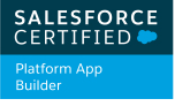 SALESFORCE
CERTIFIED
Platform App
Builder